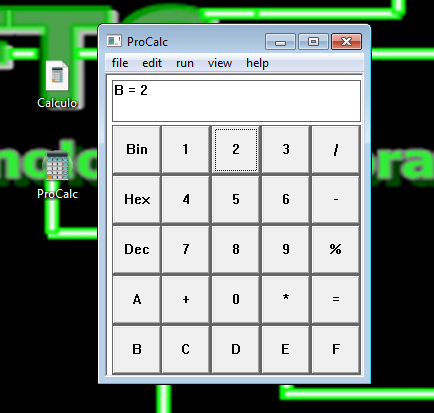 ProCalc
file edit run view help
B = 2
Bin 1 2 3 /
Hex 4 5 6 -
Dec 7 8 9 %
A + 0 * =
B C D E F
Calculo
ProCalc